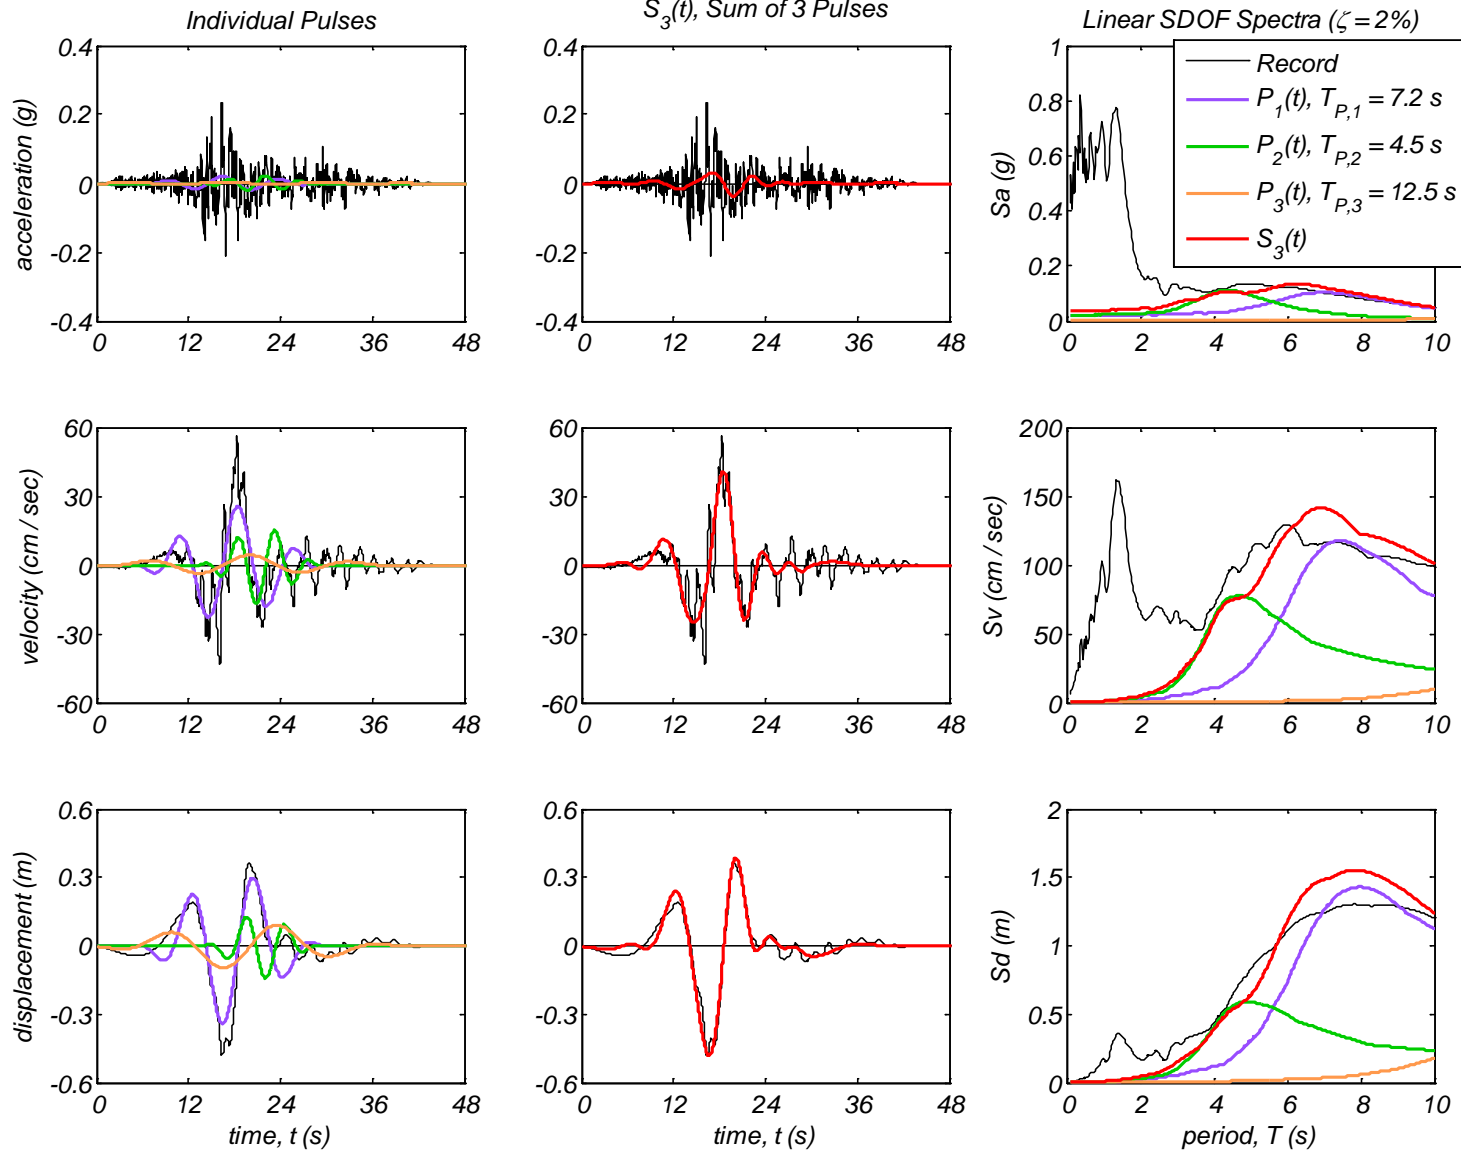 Individual Pulses
S3(t), Sum of 3 Pulses
Linear SDOF Spectra (ζ = 2%)
acceleration (g)
0.4
0.2
0
-0.2
-0.4
0 12 24 36 48
0.4
0.2
0
-0.2
-0.4
0 12 24 36 48
Sa (g)
1
0.8
0.6
0.4
0.2
0
0 2 4 6 8 10
Record
P1(t), TP,1 = 7.2 s
P2(t), TP,2 = 4.5 s
P3(t), TP,3 = 12.5 s
S3(t)
velocity (cm / sec)
60
30
0
-30
-60
0 12 24 36 48
60
30
0
-30
-60
0 12 24 36 48
Sv (cm / sec)
200
150
100
50
0
0 2 4 6 8 10
displacement (m)
0.6
0.3
0
-0.3
-0.6
0 12 24 36 48
time, t (s)
0.6
0.3
0
-0.3
-0.6
0 12 24 36 48
time, t (s)
Sd (m)
2
1.5
1
0.5
0
0 2 4 6 8 10
period, T (s)